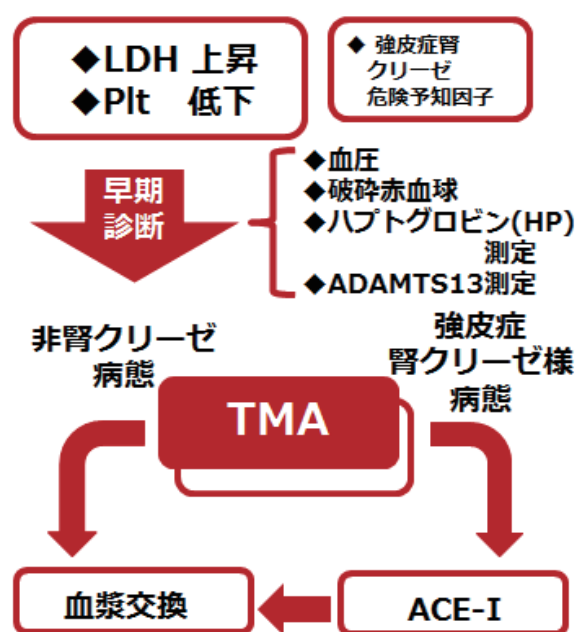 ◆LDH 上昇
◆Plt 低下
◆ 強皮症腎
クリーゼ
危険予知因子
早期
診断
◆血圧
◆破砕赤血球
◆ハプトグロビン(HP)
測定
◆ADAMTS13測定
非腎クリーゼ
病態
強皮症
腎クリーゼ様
病態
TMA
血漿交換
ACE-I